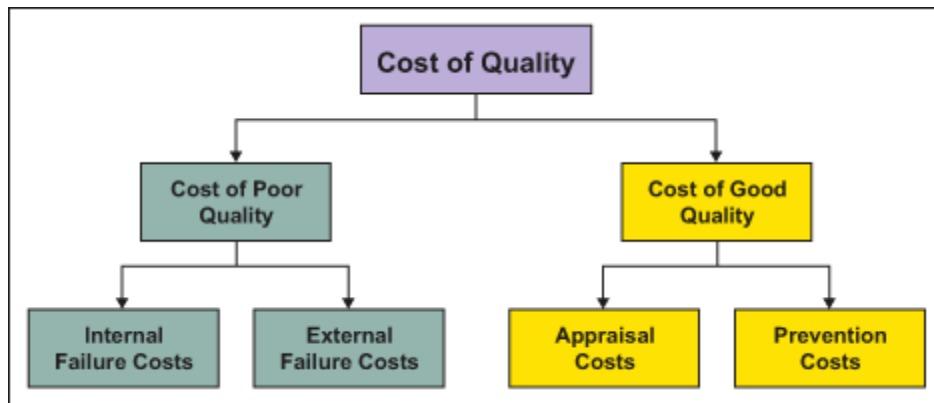 Cost of Quality
Cost of Poor
Quality
Cost of Good
Quality
Internal
Failure Costs
External
Failure Costs
Appraisal
Costs
Prevention
Costs